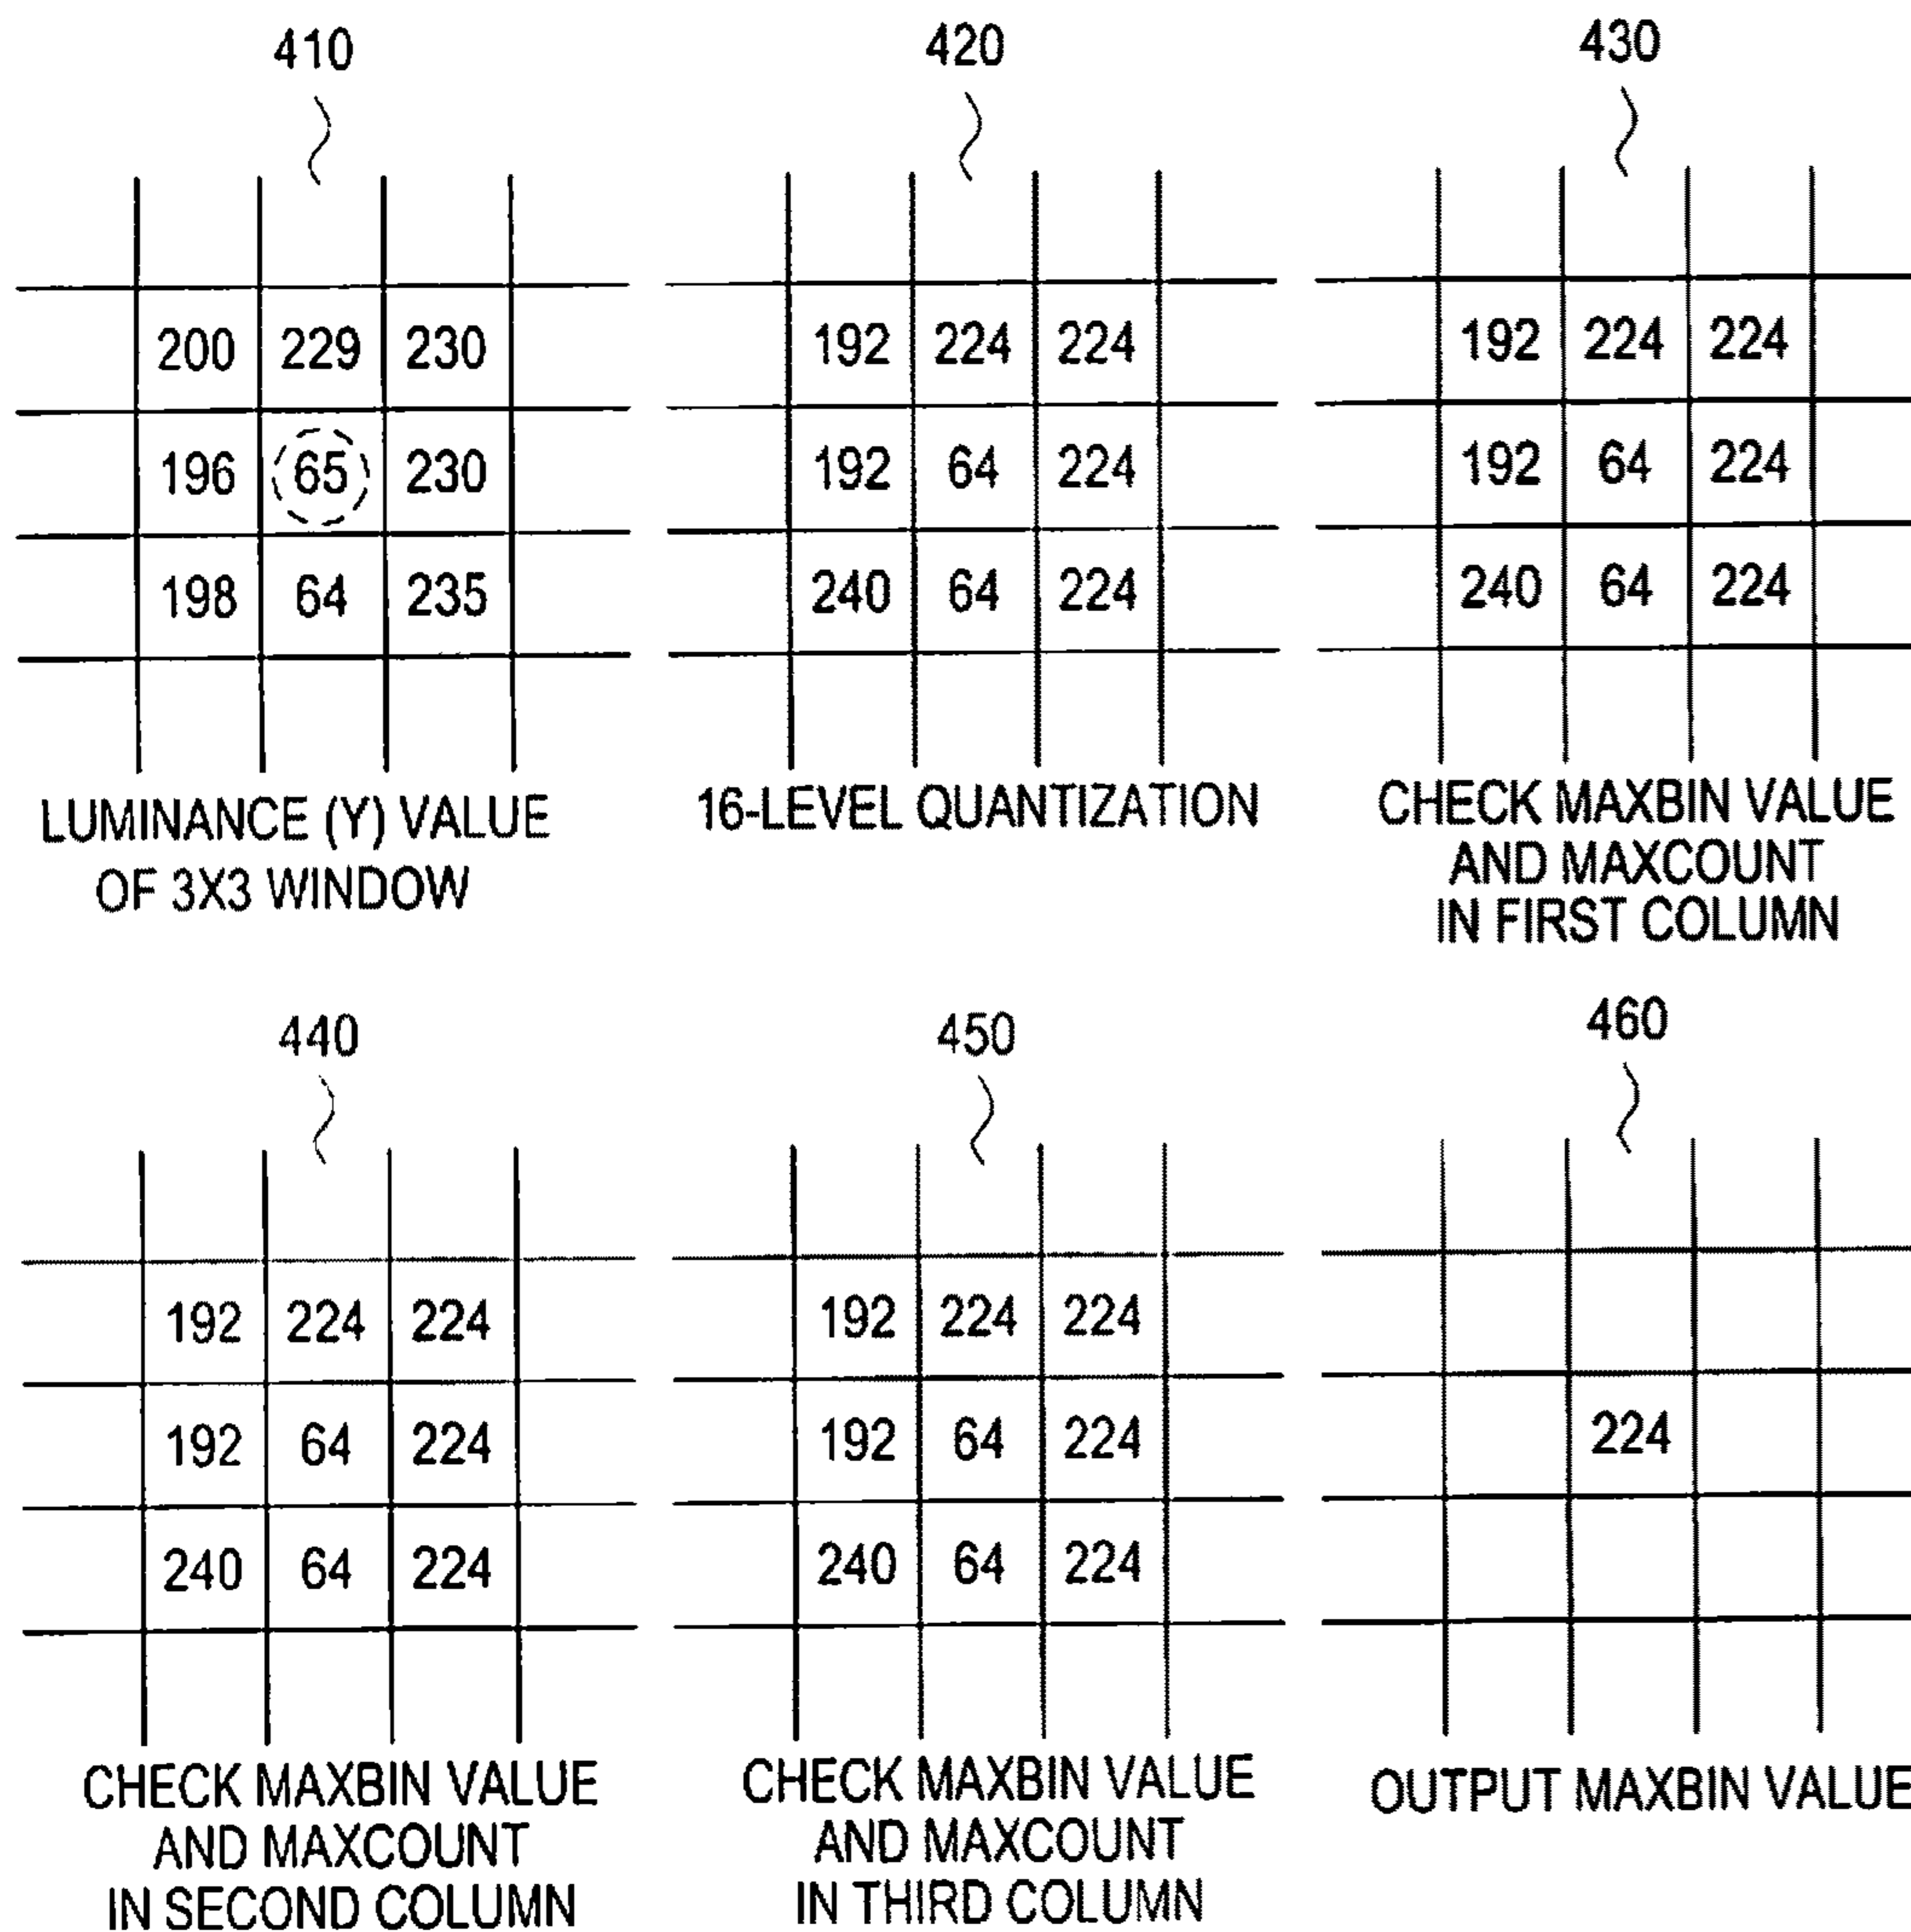 410 420 430
200 229 230 192 224 224 192 224 224
196 65 230 192 64 224 192 64 224
198 64 235 240 64 224 240 64 224
LUMINANCE (Y) VALUE
OF 3X3 WINDOW
16-LEVEL QUANTIZATION
CHECK MAXBIN VALUE
AND MAXCOUNT
IN FIRST COLUMN
440 450 460
192 224 224 192 224 224
192 64 224 192 64 224 224
240 64 224 240 64 224
CHECK MAXBIN VALUE
AND MAXCOUNT
IN SECOND COLUMN
CHECK MAXBIN VALUE
AND MAXCOUNT
IN THIRD COLUMN
OUTPUT MAXBIN VALUE